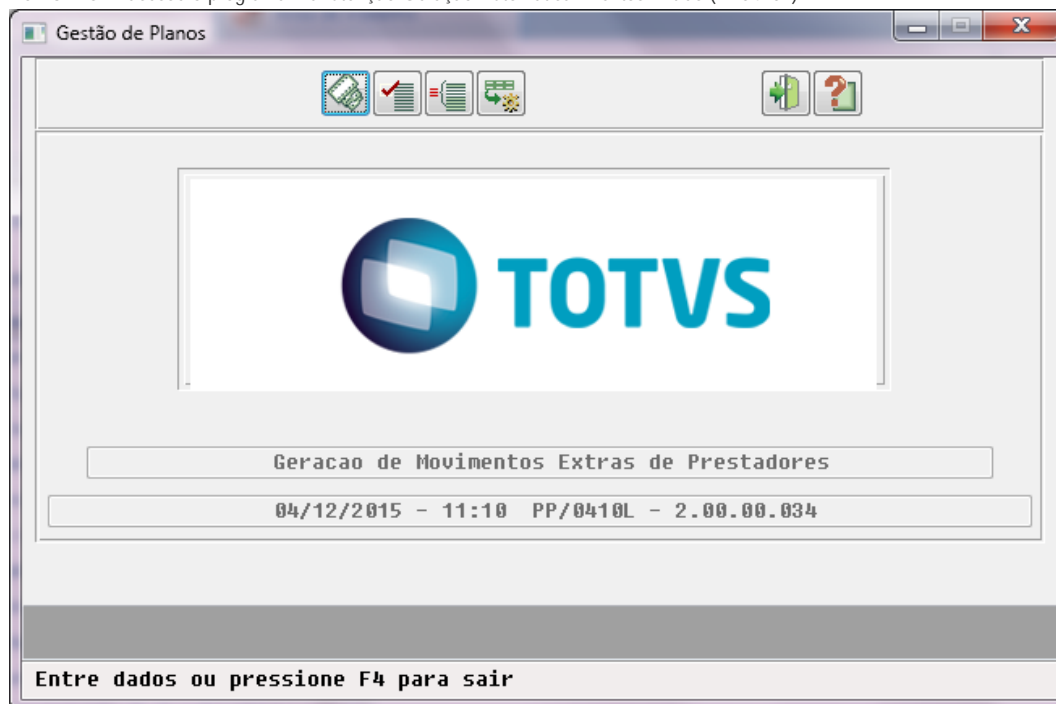 Gestão de Planos
TOTVS
Geracao de Movimentos Extras de Prestadores
04/12/2015 - 11:10 PP/0410L - 2.00.00.034
Entre dados ou pressione F4 para sair